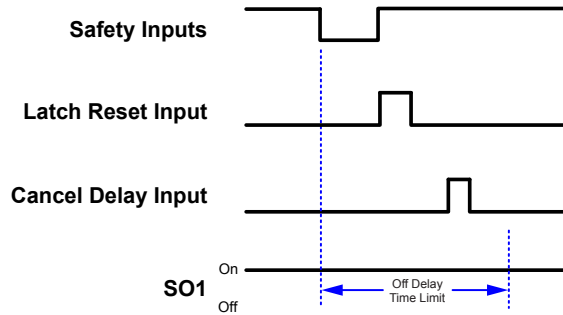 Safety Inputs
Latch Reset Input
Cancel Delay Input
On
SO1
Off
Off Delay
Time Limit